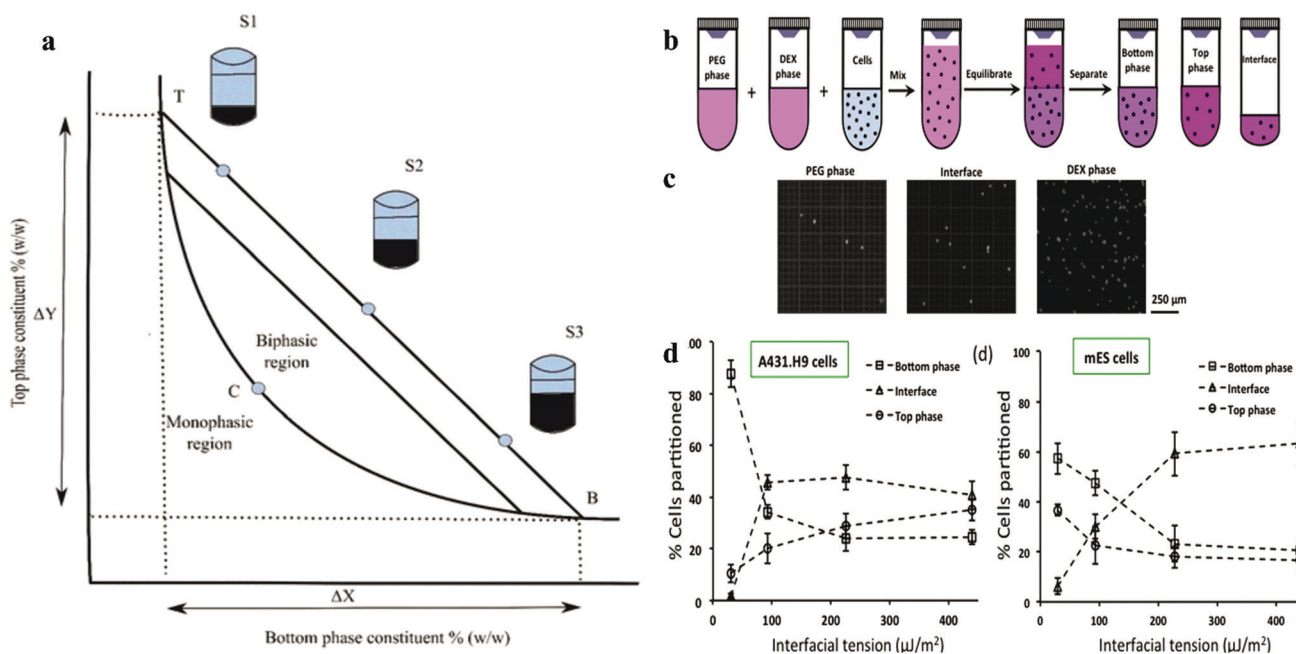 a
S1
T
S2
S3
ΔY
Top phase constituent % (w/w)
Biphasic
region
C
Monophasic
region
B
ΔX
Bottom phase constituent % (w/w)
b
PEG
phase
+
DEX
phase
+
Cells
Mix
Equilibrate
Separate
Bottom
phase
Top
phase
Interface
c
PEG phase
Interface
DEX phase
250 µm
d
A431.H9 cells
Bottom phase
Interface
Top phase
100
80
60
40
20
0
% Cells partitioned
0 100 200 300 400
Interfacial tension (µJ/m²)
(d)
mES cells
Bottom phase
Interface
Top phase
100
80
60
40
20
0
% Cells partitioned
0 100 200 300 400
Interfacial tension (µJ/m²)